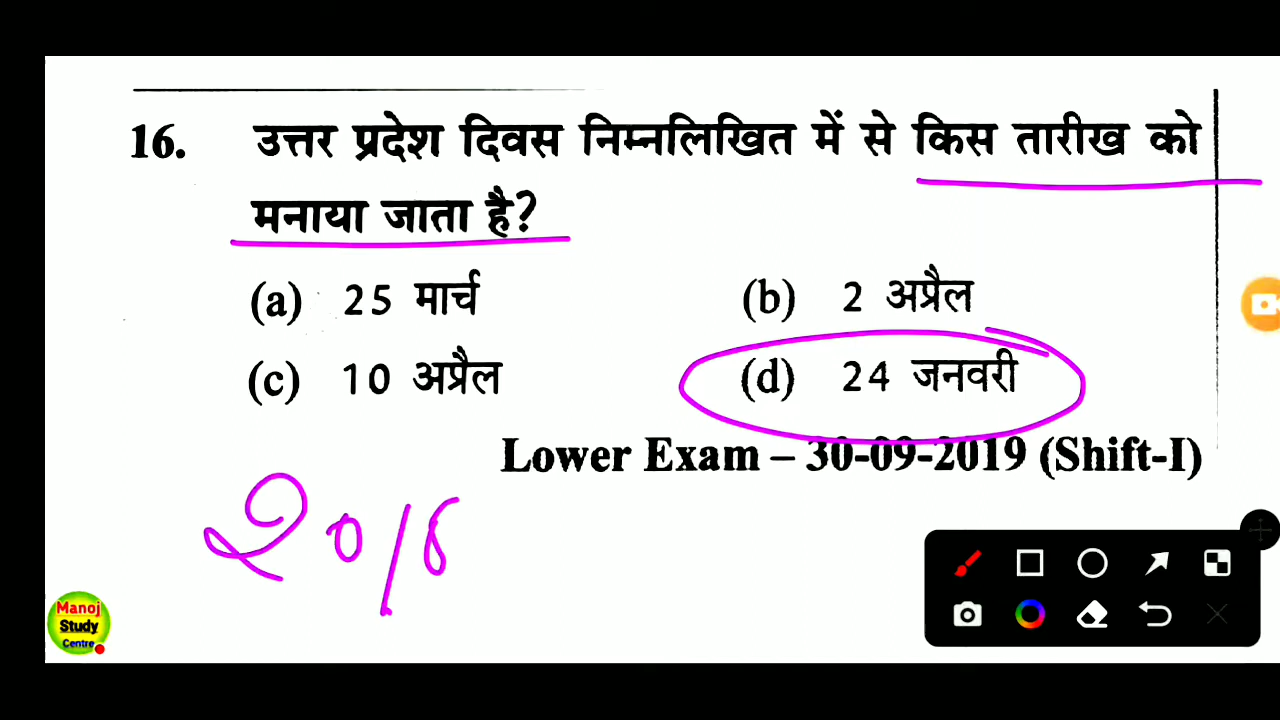 16. उत्तर प्रदेश दिवस निम्नलिखित में से किस तारीख को
मनाया जाता है?
(a) 25 मार्च (b) 2 अप्रैल
(c) 10 अप्रैल (d) 24 जनवरी
Lower Exam – 30-09-2019 (Shift-I)
2018
Manoj
Study
Centre